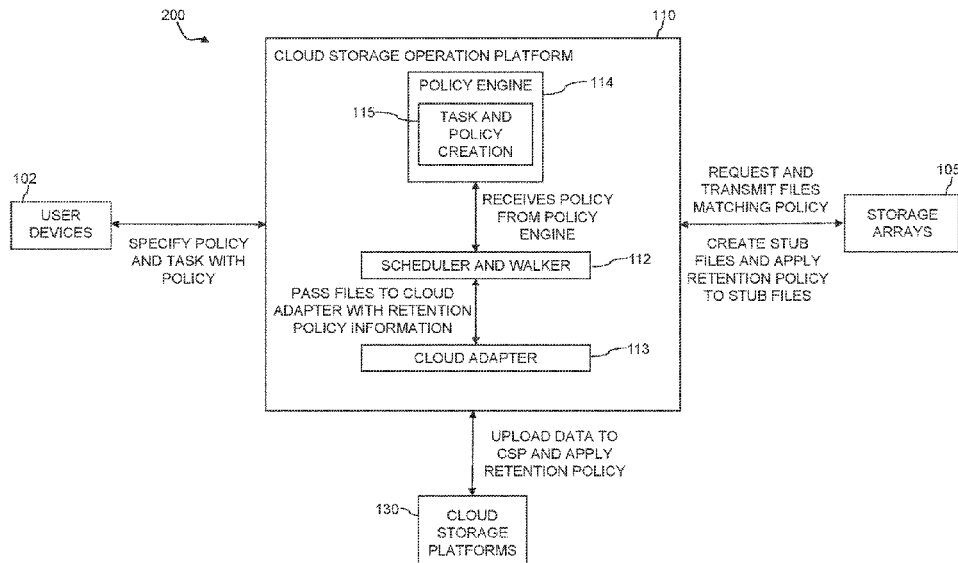 200
110
CLOUD STORAGE OPERATION PLATFORM
POLICY ENGINE
114
115
TASK AND
POLICY
CREATION
102
USER
DEVICES
SPECIFY POLICY
AND TASK WITH
POLICY
RECEIVES POLICY
FROM POLICY
ENGINE
REQUEST AND
TRANSMIT FILES
MATCHING POLICY
105
STORAGE
ARRAYS
CREATE STUB
FILES AND APPLY
RETENTION POLICY
TO STUB FILES
SCHEDULER AND WALKER
112
PASS FILES TO CLOUD
ADAPTER WITH RETENTION
POLICY INFORMATION
CLOUD ADAPTER
113
UPLOAD DATA TO
CSP AND APPLY
RETENTION POLICY
130
CLOUD
STORAGE
PLATFORMS